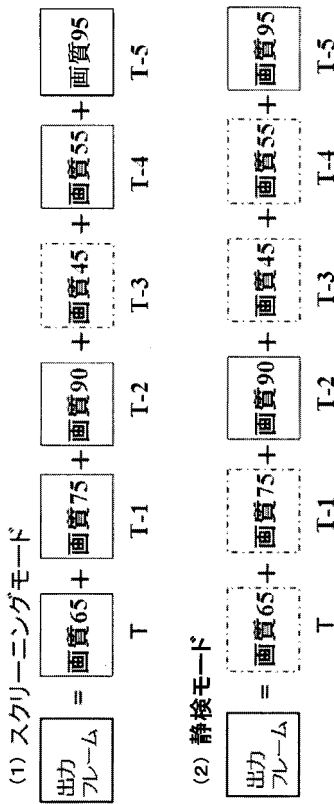 (1) スクリーニングモード
出力
フレーム
= 画質65 + 画質75 + 画質90 + 画質45 + 画質55 + 画質95
T T-1 T-2 T-3 T-4 T-5
(2) 静検モード
出力
フレーム
= 画質65 + 画質75 + 画質90 + 画質45 + 画質55 + 画質95
T T-1 T-2 T-3 T-4 T-5